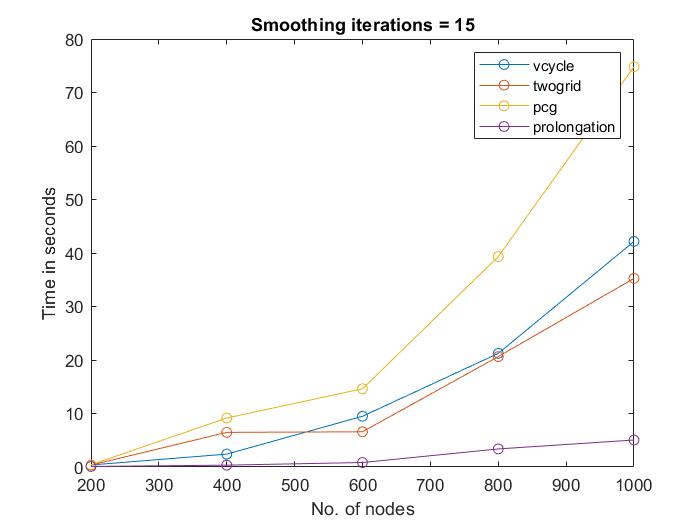 Smoothing iterations = 15
80
70
60
50
40
30
20
10
0
Time in seconds
vcycle
twogrid
pcg
prolongation
200 300 400 500 600 700 800 900 1000
No. of nodes